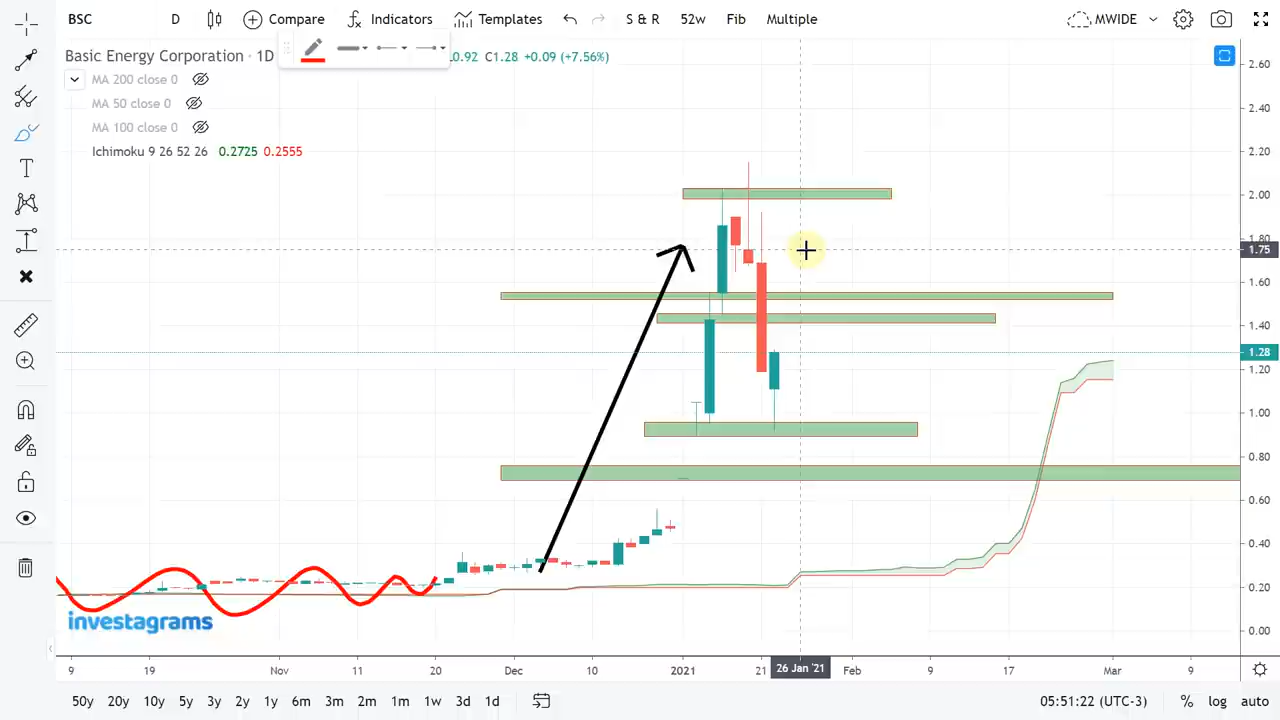 BSC D Compare Indicators Templates S & R 52w Fib Multiple MWIDE
Basic Energy Corporation · 1D 0.92 C1.28 +0.09 (+7.56%)
MA 200 close 0
MA 50 close 0
MA 100 close 0
Ichimoku 9 26 52 26 0.2725 0.2555
2.60
2.40
2.20
2.00
1.80
1.75
1.60
1.40
1.28
1.20
1.00
0.80
0.60
0.40
0.20
0.00
investagrams
9 19 Nov 11 20 Dec 10 2021 21 26 Jan '21 Feb 9 17 Mar 9
50y 20y 10y 5y 3y 2y 1y 6m 3m 2m 1m 1w 3d 1d 05:51:22 (UTC-3) % log auto